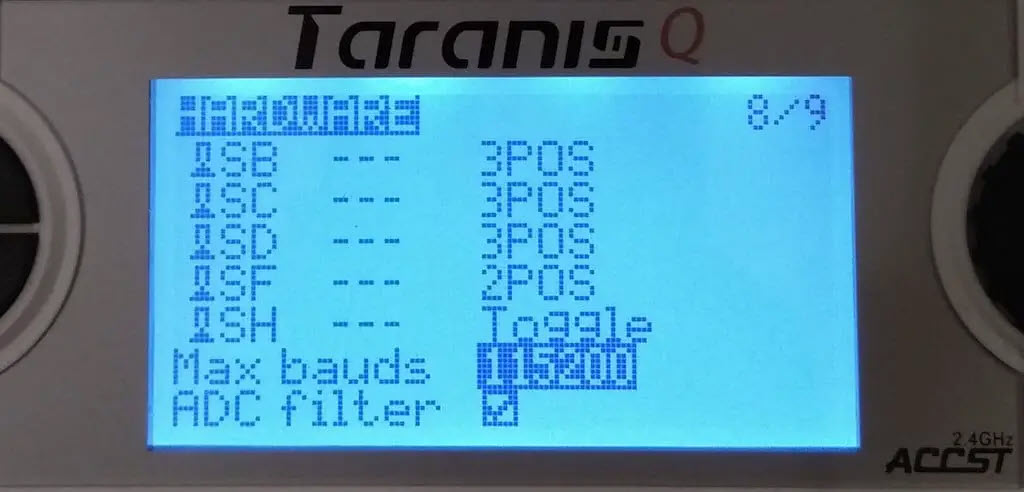 Taranis Q
HARDWARE 8/9
SB --- 3POS
SC --- 3POS
SD --- 3POS
SF --- 2POS
SH --- Toggle
Max bauds 115200
ADC filter
2.4GHz
ACCST